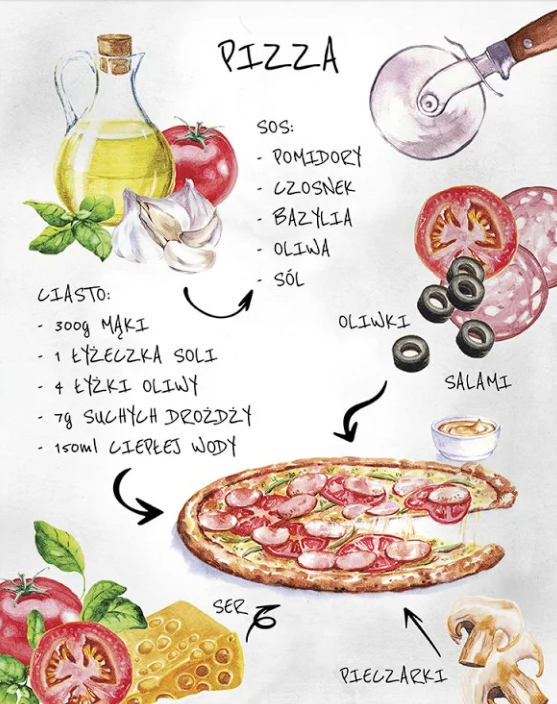 PIZZA
SOS:
- POMIDORY
- CZOSNEK
- BAZYLIA
- OLIWA
- SÓL
CIASTO:
- 300g MĄKI
- 1 ŁYŻECZKA SOLI
- 4 ŁYŻKI OLIWY
- 7g SUCHYCH DROŻDŻY
- 150ml CIEPŁEJ WODY
OLIWKI
SALAMI
SER
PIECZARKI